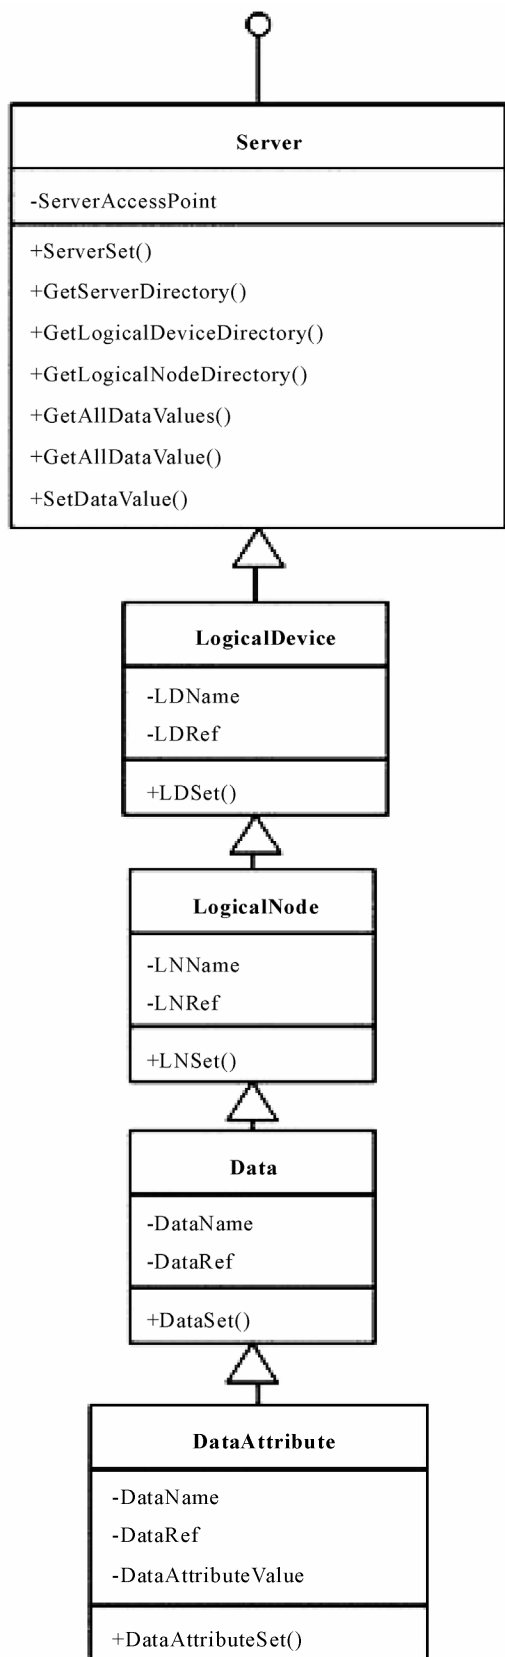 Server
-ServerAccessPoint
+ServerSet()
+GetServerDirectory()
+GetLogicalDeviceDirectory()
+GetLogicalNodeDirectory()
+GetAllDataValues()
+GetAllDataValue()
+SetDataValue()
LogicalDevice
-LDName
-LDRef
+LDSet()
LogicalNode
-LNName
-LNRef
+LNSet()
Data
-DataName
-DataRef
+DataSet()
DataAttribute
-DataName
-DataRef
-DataAttributeValue
+DataAttributeSet()